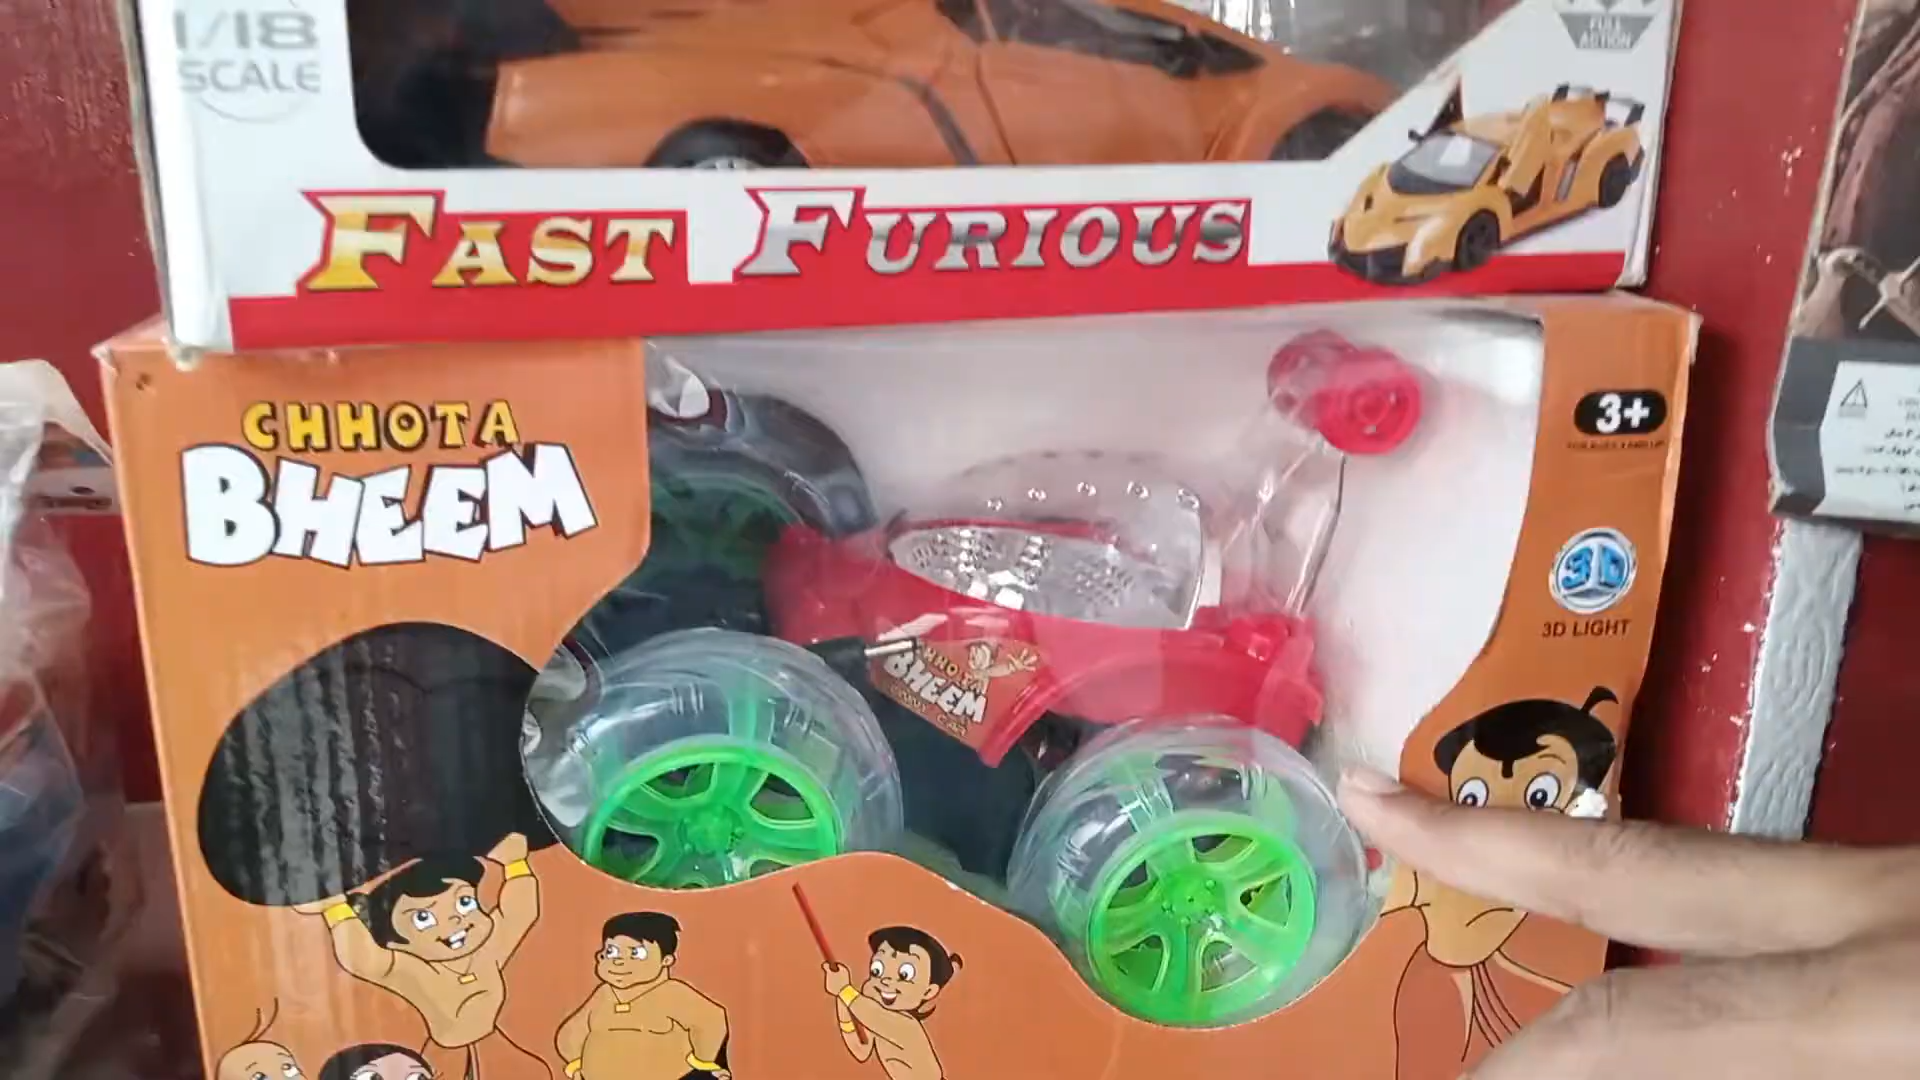 1/18
SCALE
FULL
ACTION
FAST FURIOUS
CHHOTA
BHEEM
3+
3D
3D LIGHT
CHHOTA
BHEEM